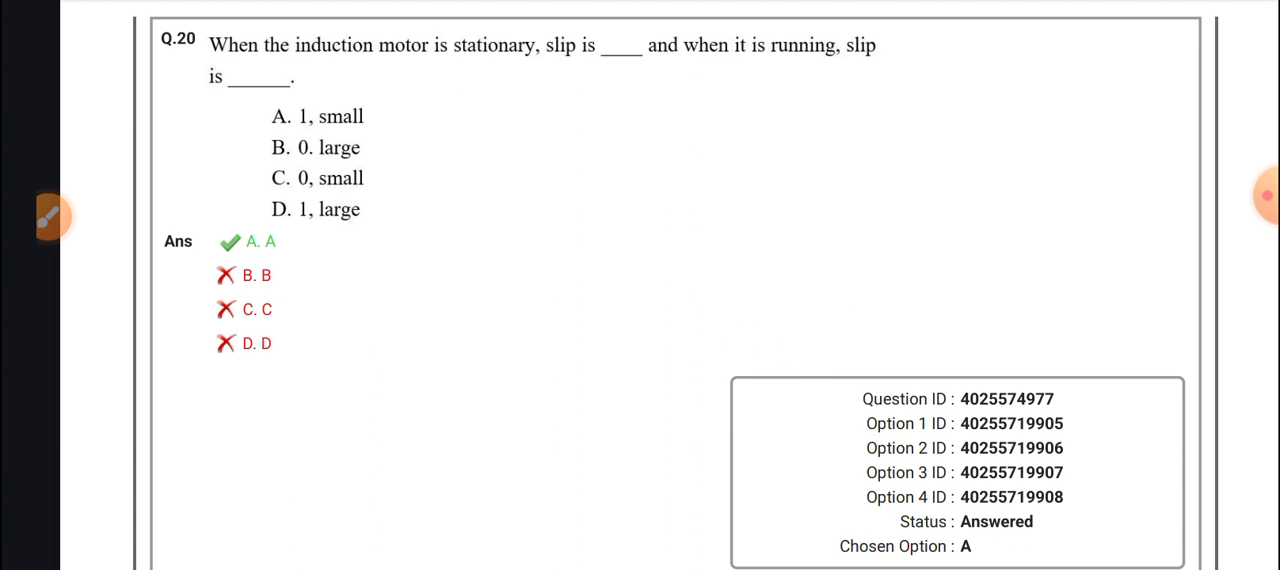 Q.20 When the induction motor is stationary, slip is ____ and when it is running, slip
is ______.
A. 1, small
B. 0. large
C. 0, small
D. 1, large
Ans A. A
B. B
C. C
D. D
Question ID : 4025574977
Option 1 ID : 40255719905
Option 2 ID : 40255719906
Option 3 ID : 40255719907
Option 4 ID : 40255719908
Status : Answered
Chosen Option : A